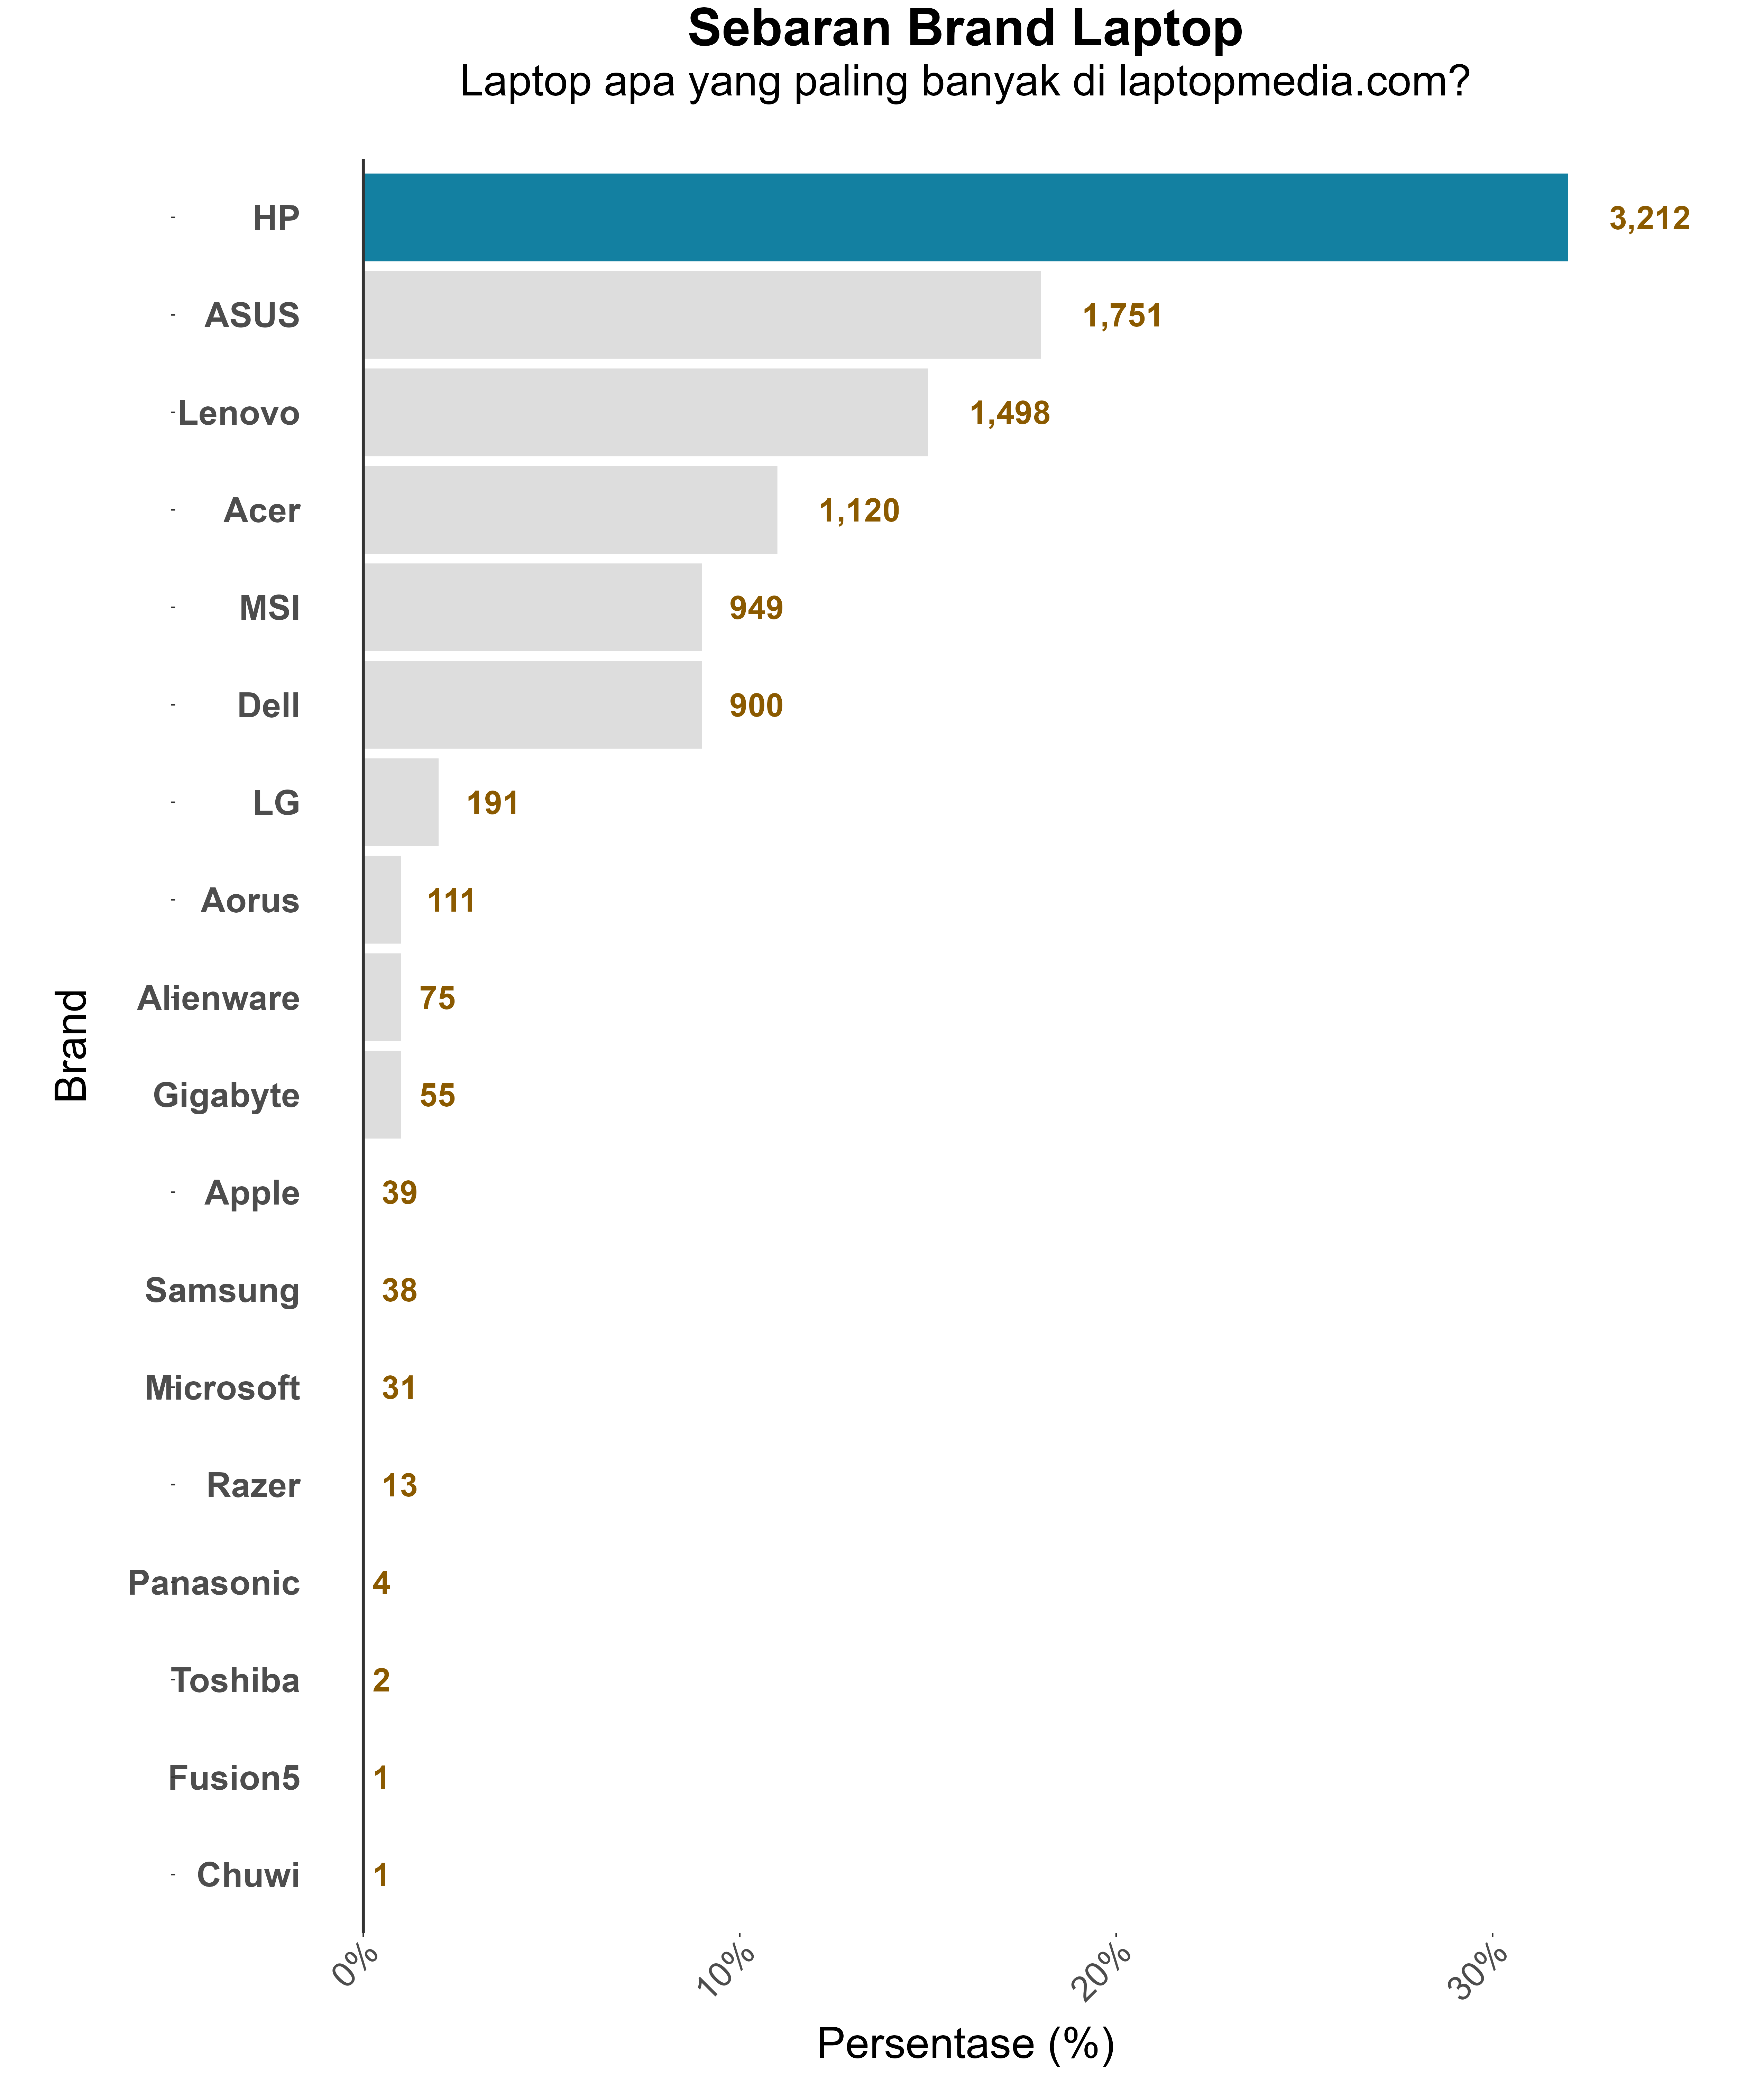 Sebaran Brand Laptop
Laptop apa yang paling banyak di laptopmedia.com?
HP 3,212
ASUS 1,751
Lenovo 1,498
Acer 1,120
MSI 949
Dell 900
LG 191
Aorus 111
Alienware 75
Gigabyte 55
Apple 39
Samsung 38
Microsoft 31
Razer 13
Panasonic 4
Toshiba 2
Fusion5 1
Chuwi 1
Brand
0% 10% 20% 30%
Persentase (%)